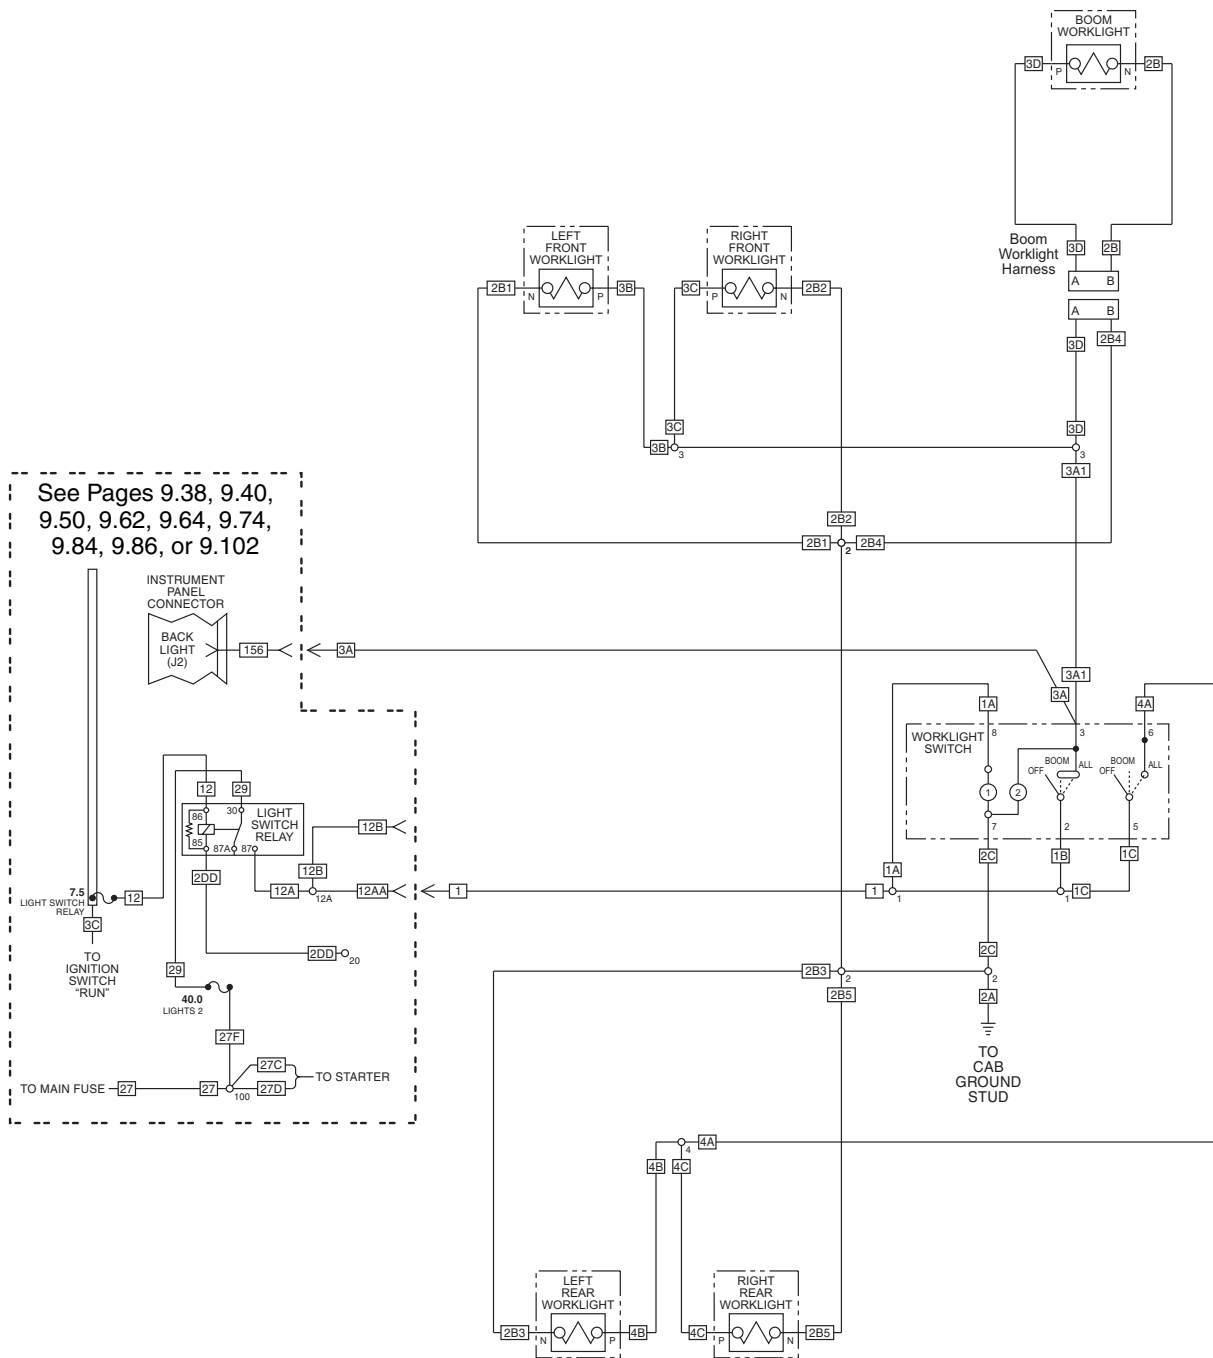 BOOM
WORKLIGHT
3D
P
N
2B
LEFT
FRONT
WORKLIGHT
2B1
N
P
3B
RIGHT
FRONT
WORKLIGHT
3C
P
N
2B2
Boom
Worklight
Harness
3D
2B
A B
A B
3D
2B4
3C
3B
3
3D
3
3A1
See Pages 9.38, 9.40,
9.50, 9.62, 9.64, 9.74,
9.84, 9.86, or 9.102
2B2
2B1
2
2B4
INSTRUMENT
PANEL
CONNECTOR
BACK
LIGHT
(J2)
156
3A
3A1
3A
1A
4A
WORKLIGHT
SWITCH
8
3
6
BOOM
OFF
ALL
BOOM
OFF
ALL
1
2
7
2
5
12
29
86
30
LIGHT
SWITCH
RELAY
85
87A
87
12B
12B
2DD
2C
1B
1C
1A
7.5
LIGHT SWITCH
RELAY
12
12A
12A
12AA
1
1
1
1
1C
3C
TO
IGNITION
SWITCH
“RUN”
2DD
20
29
40.0
LIGHTS 2
2C
2B3
2
2
2B5
2A
27F
TO
CAB
GROUND
STUD
27C
TO MAIN FUSE
27
27
100
27D
TO STARTER
4
4A
4B
4C
LEFT
REAR
WORKLIGHT
2B3
N
P
4B
RIGHT
REAR
WORKLIGHT
4C
P
N
2B5